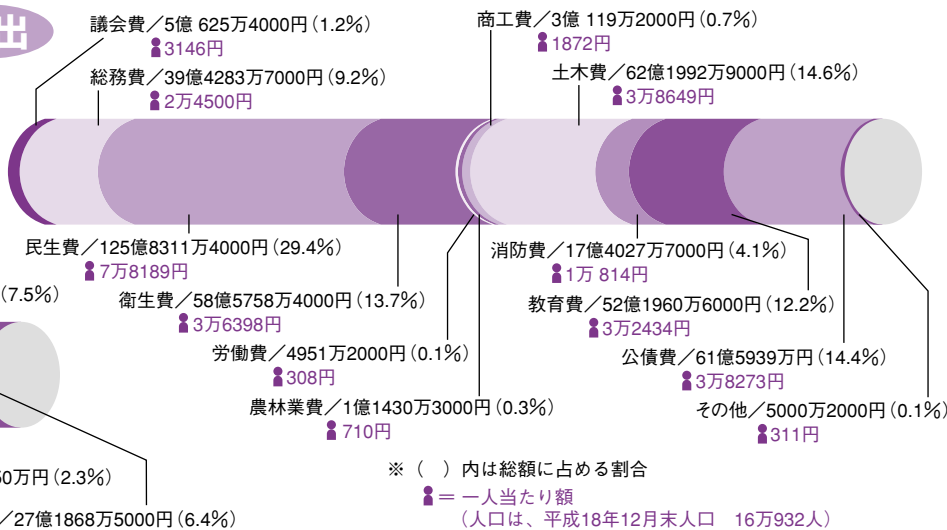 出
議会費／5億 625万4000円（1.2％）
3146円
総務費／39億4283万7000円（9.2％）
2万4500円
商工費／3億 119万2000円（0.7％）
1872円
土木費／62億1992万9000円（14.6％）
3万8649円
民生費／125億8311万4000円（29.4％）
7万8189円
（7.5％）
衛生費／58億5758万4000円（13.7％）
3万6398円
労働費／4951万2000円（0.1％）
308円
農林業費／1億1430万3000円（0.3％）
710円
消防費／17億4027万7000円（4.1％）
1万 814円
教育費／52億1960万6000円（12.2％）
3万2434円
公債費／61億5939万円（14.4％）
3万8273円
その他／5000万2000円（0.1％）
311円
50万円（2.3％）
／27億1868万5000円（6.4％）
※（　）内は総額に占める割合
＝ 一人当たり額
（人口は、平成18年12月末人口　16万932人）